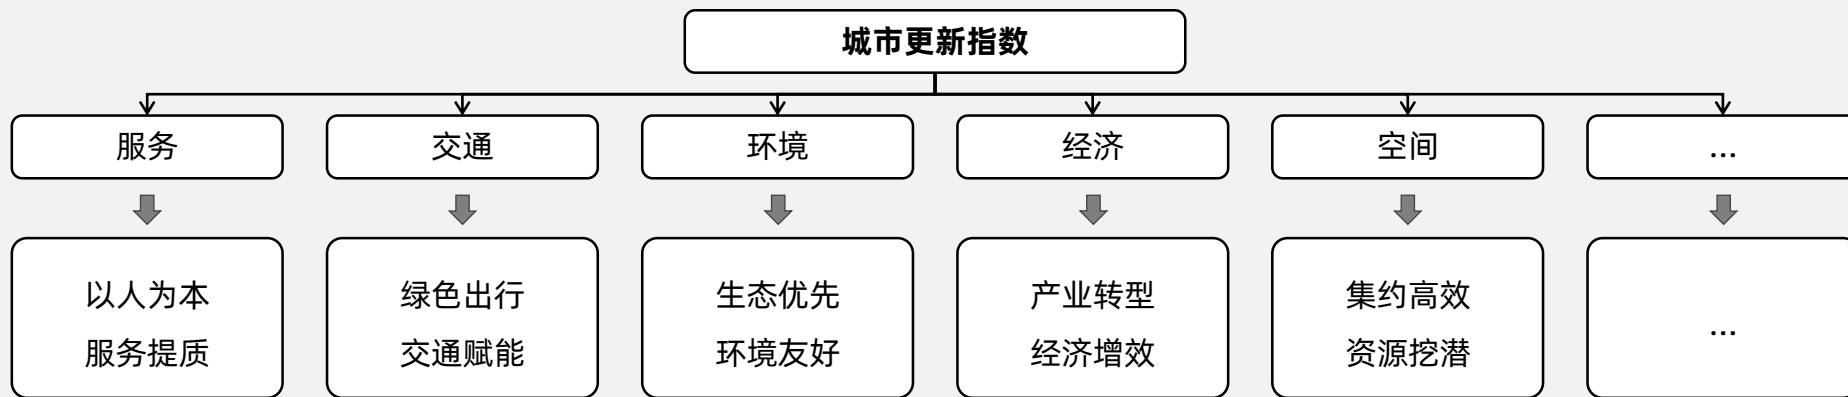 城市更新指数
服务
交通
环境
经济
空间
...
以人为本
服务提质
绿色出行
交通赋能
生态优先
环境友好
产业转型
经济增效
集约高效
资源挖潜
...